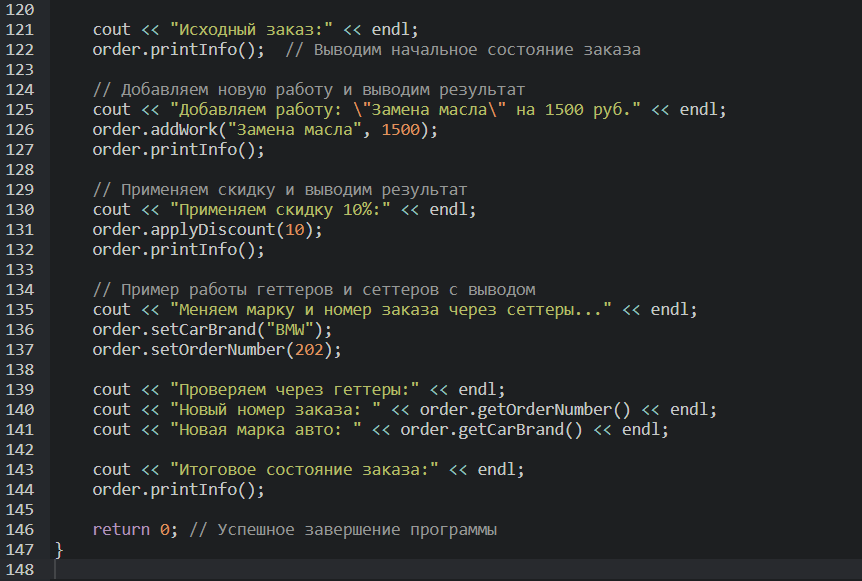 120
121 cout << "Исходный заказ:" << endl;
122 order.printInfo();  // Выводим начальное состояние заказа
123
124 // Добавляем новую работу и выводим результат
125 cout << "Добавляем работу: \"Замена масла\" на 1500 руб." << endl;
126 order.addWork("Замена масла", 1500);
127 order.printInfo();
128
129 // Применяем скидку и выводим результат
130 cout << "Применяем скидку 10%:" << endl;
131 order.applyDiscount(10);
132 order.printInfo();
133
134 // Пример работы геттеров и сеттеров с выводом
135 cout << "Меняем марку и номер заказа через сеттеры..." << endl;
136 order.setCarBrand("BMW");
137 order.setOrderNumber(202);
138
139 cout << "Проверяем через геттеры:" << endl;
140 cout << "Новый номер заказа: " << order.getOrderNumber() << endl;
141 cout << "Новая марка авто: " << order.getCarBrand() << endl;
142
143 cout << "Итоговое состояние заказа:" << endl;
144 order.printInfo();
145
146 return 0; // Успешное завершение программы
147 }
148